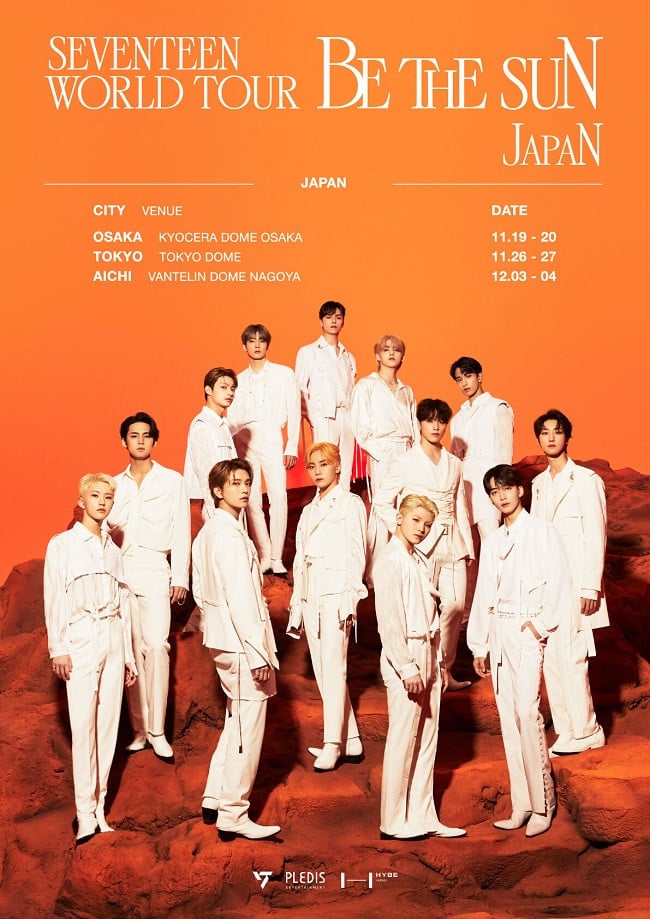 SEVENTEEN
WORLD TOUR BE THE SUN
JAPAN
JAPAN
CITY VENUE DATE
OSAKA KYOCERA DOME OSAKA 11.19 - 20
TOKYO TOKYO DOME 11.26 - 27
AICHI VANTELIN DOME NAGOYA 12.03 - 04
PLEDIS HYBE
ENTERTAINMENT JAPAN